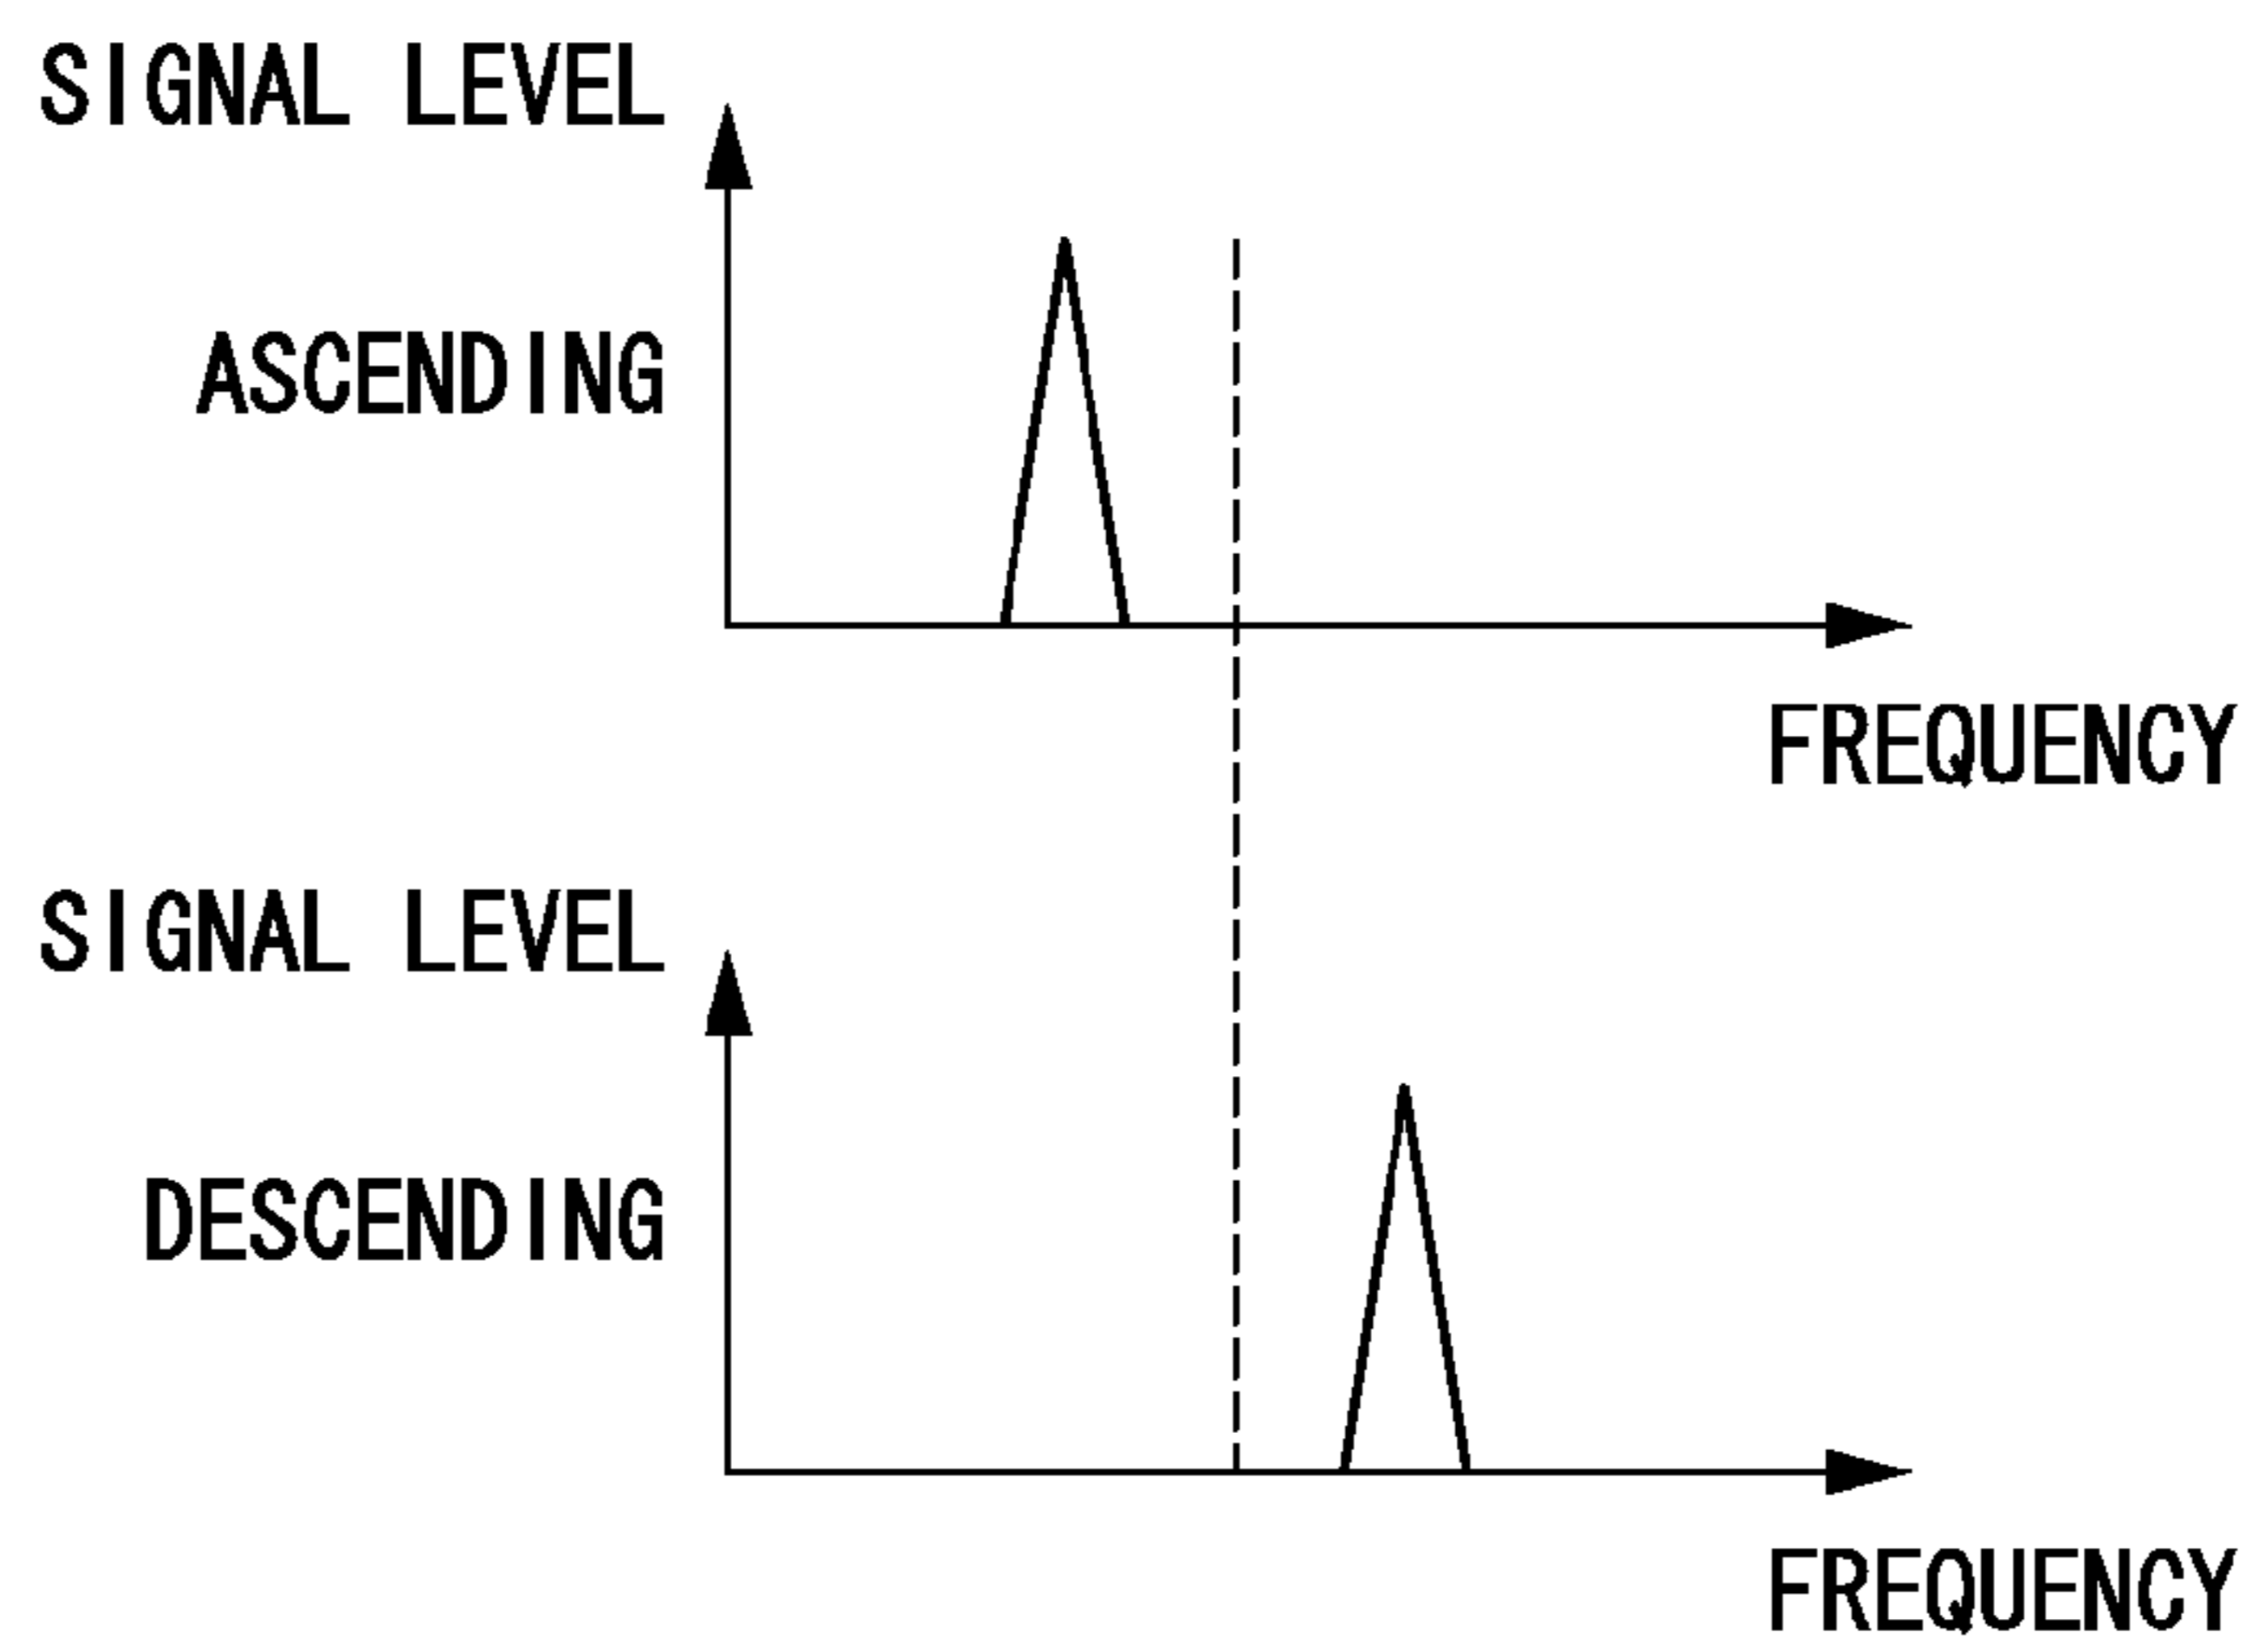 SIGNAL LEVEL
ASCENDING
FREQUENCY
SIGNAL LEVEL
DESCENDING
FREQUENCY